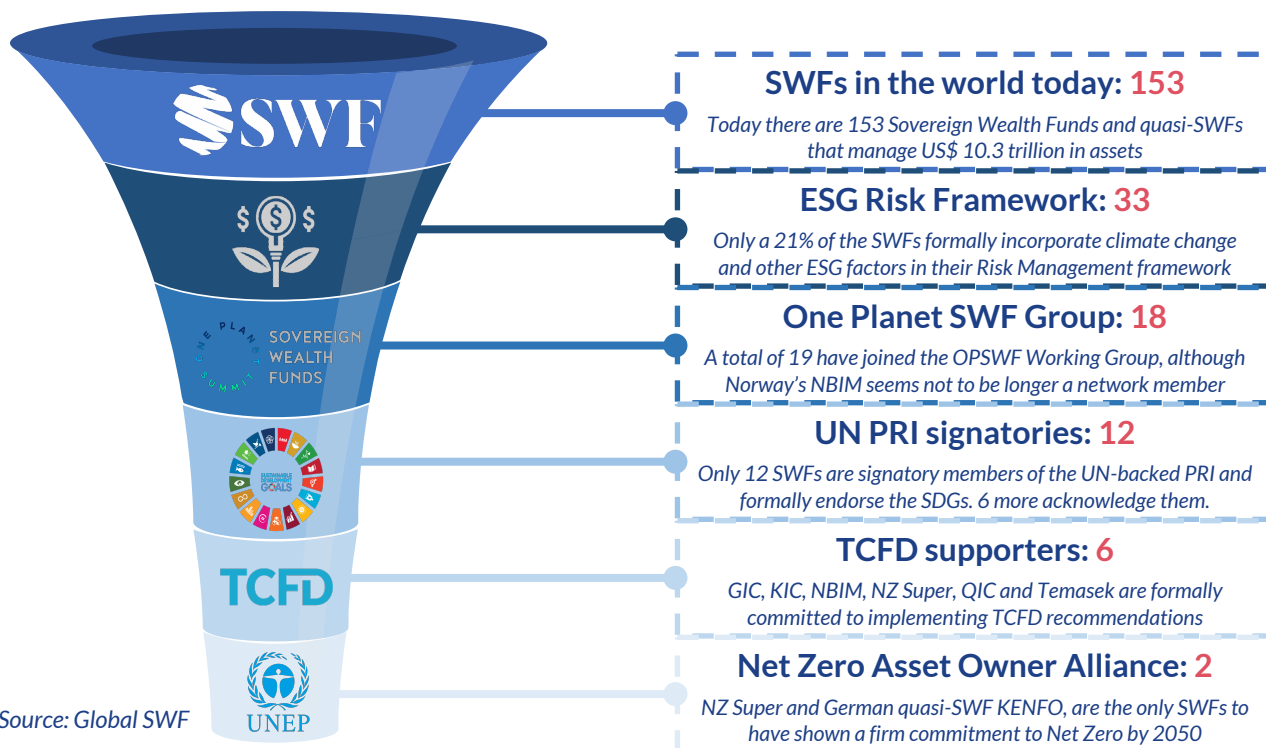 SWF
$ $ $
ONE PLANET SUMMIT
SOVEREIGN
WEALTH
FUNDS
SUSTAINABLE
DEVELOPMENT
GOALS
TCFD
UNEP
Source: Global SWF
SWFs in the world today: 153
Today there are 153 Sovereign Wealth Funds and quasi-SWFs
that manage US$ 10.3 trillion in assets
ESG Risk Framework: 33
Only a 21% of the SWFs formally incorporate climate change
and other ESG factors in their Risk Management framework
One Planet SWF Group: 18
A total of 19 have joined the OPSWF Working Group, although
Norway's NBIM seems not to be longer a network member
UN PRI signatories: 12
Only 12 SWFs are signatory members of the UN-backed PRI and
formally endorse the SDGs. 6 more acknowledge them.
TCFD supporters: 6
GIC, KIC, NBIM, NZ Super, QIC and Temasek are formally
committed to implementing TCFD recommendations
Net Zero Asset Owner Alliance: 2
NZ Super and German quasi-SWF KENFO, are the only SWFs to
have shown a firm commitment to Net Zero by 2050